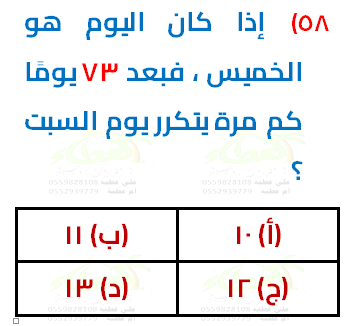 ٥٨) إذا كان اليوم هو
الخميس ، فبعد ٧٣ يومًا
كم مرة يتكرر يوم السبت
؟
أ) ١٠
ب) ١١
ج) ١٢
د) ١٣